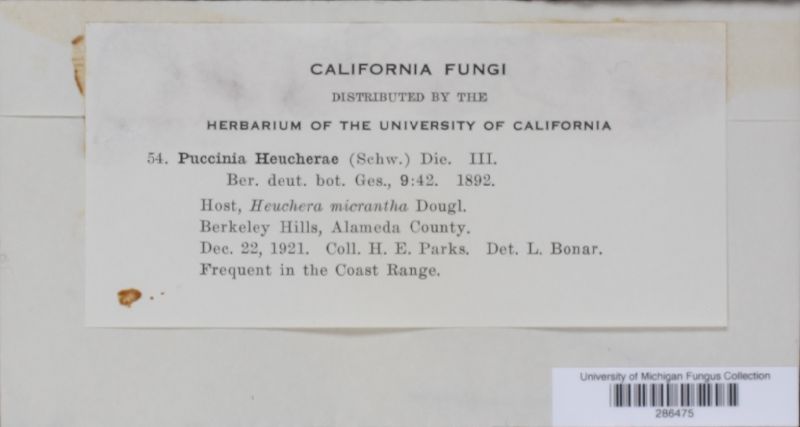 CALIFORNIA FUNGI
DISTRIBUTED BY THE
HERBARIUM OF THE UNIVERSITY OF CALIFORNIA
54. Puccinia Heucherae (Schw.) Die. III.
Ber. deut. bot. Ges., 9:42. 1892.
Host, Heuchera micrantha Dougl.
Berkeley Hills, Alameda County.
Dec. 22, 1921. Coll. H. E. Parks. Det. L. Bonar.
Frequent in the Coast Range.
University of Michigan Fungus Collection
286475